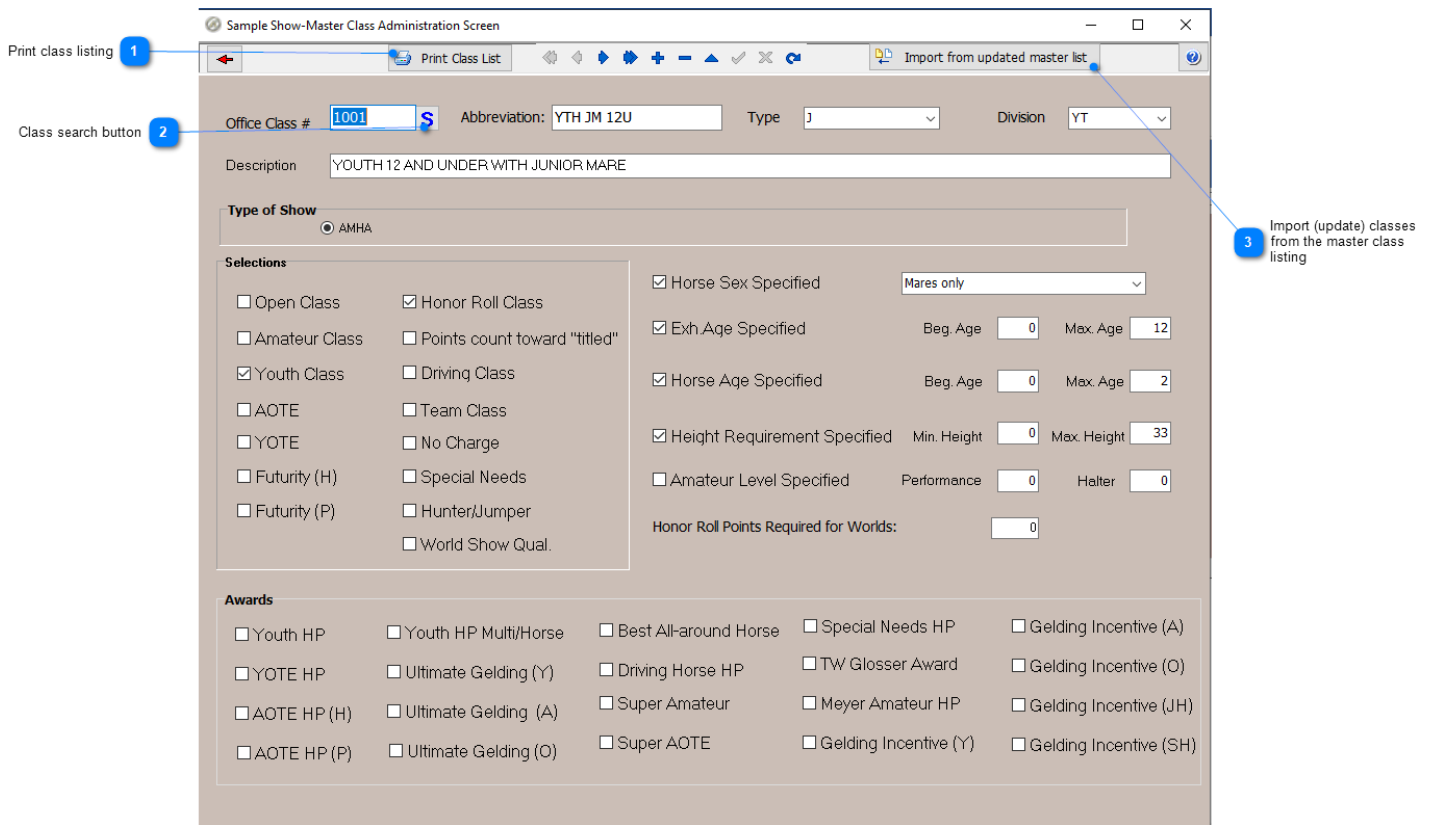 Sample Show-Master Class Administration Screen
Print class listing 1
Print Class List
Import from updated master list
Class search button 2
Office Class # 1001 S Abbreviation: YTH JM 12U Type J Division YT
Description YOUTH 12 AND UNDER WITH JUNIOR MARE
3 Import (update) classes
from the master class
listing
Type of Show
AMHA
Selections
Open Class Honor Roll Class
Amateur Class Points count toward "titled"
Youth Class Driving Class
AOTE Team Class
YOTE No Charge
Futurity (H) Special Needs
Futurity (P) Hunter/Jumper
World Show Qual.
Horse Sex Specified Mares only
Exh.Age Specified Beg. Age 0 Max. Age 12
Horse Age Specified Beg. Age 0 Max. Age 2
Height Requirement Specified Min. Height 0 Max. Height 33
Amateur Level Specified Performance 0 Halter 0
Honor Roll Points Required for Worlds: 0
Awards
Youth HP Youth HP Multi/Horse Best All-around Horse Special Needs HP Gelding Incentive (A)
YOTE HP Ultimate Gelding (Y) Driving Horse HP TW Glosser Award Gelding Incentive (O)
AOTE HP (H) Ultimate Gelding (A) Super Amateur Meyer Amateur HP Gelding Incentive (JH)
AOTE HP (P) Ultimate Gelding (O) Super AOTE Gelding Incentive (Y) Gelding Incentive (SH)